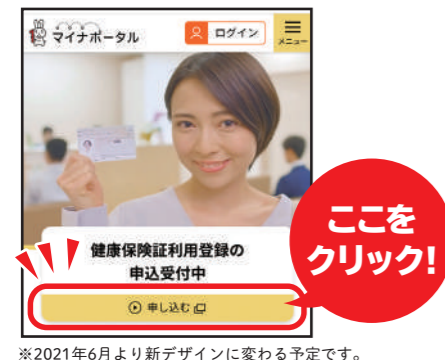 マイナポータル
ログイン
メニュー
健康保険証利用登録の
申込受付中
申し込む
ここを
クリック!
※2021年6月より新デザインに変わる予定です。